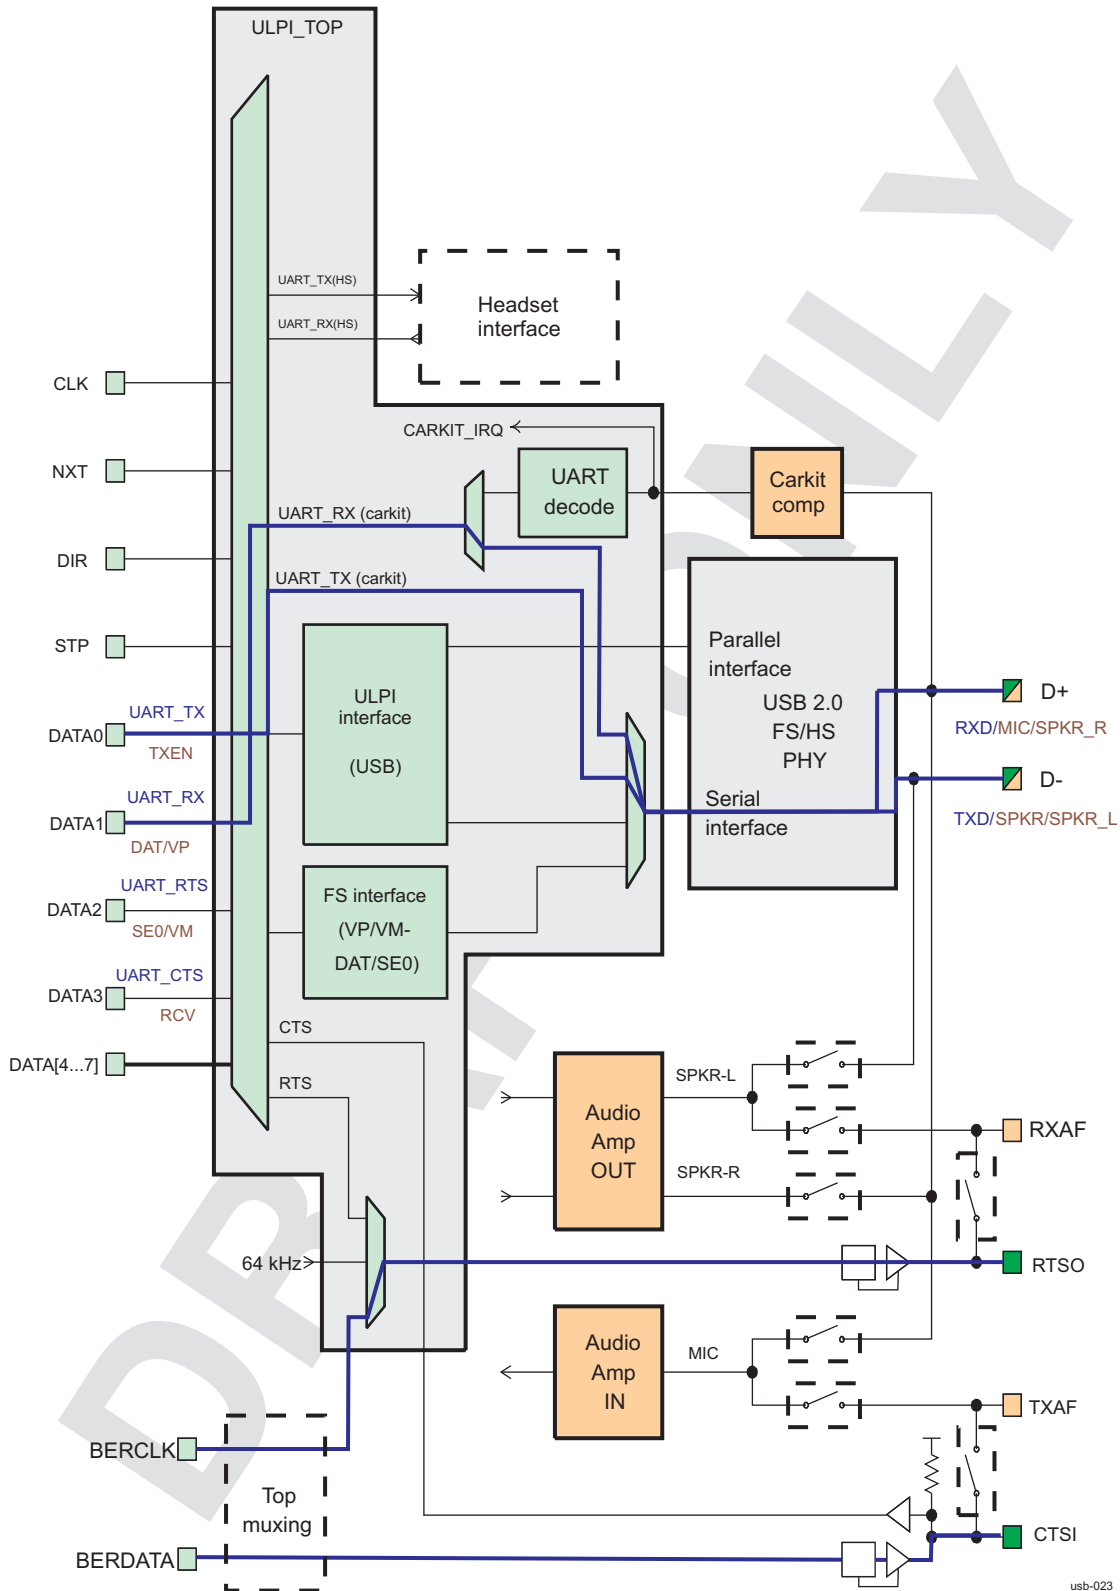 ULPI_TOP
UART_TX(HS)
UART_RX(HS)
Headset
interface
CLK
NXT
DIR
STP
CARKIT_IRQ
UART
decode
Carkit
comp
UART_RX (carkit)
UART_TX (carkit)
ULPI
interface
(USB)
Parallel
interface
USB 2.0
FS/HS
PHY
Serial
interface
D+
RXD/MIC/SPKR_R
D-
TXD/SPKR/SPKR_L
UART_TX
DATA0
TXEN
UART_RX
DATA1
DAT/VP
UART_RTS
DATA2
SE0/VM
UART_CTS
DATA3
RCV
DATA[4...7]
FS interface
(VP/VM-
DAT/SE0)
CTS
RTS
Audio
Amp
OUT
SPKR-L
SPKR-R
RXAF
64 kHz
RTSO
Audio
Amp
IN
MIC
TXAF
BERCLK
Top
muxing
BERDATA
CTSI
usb-023